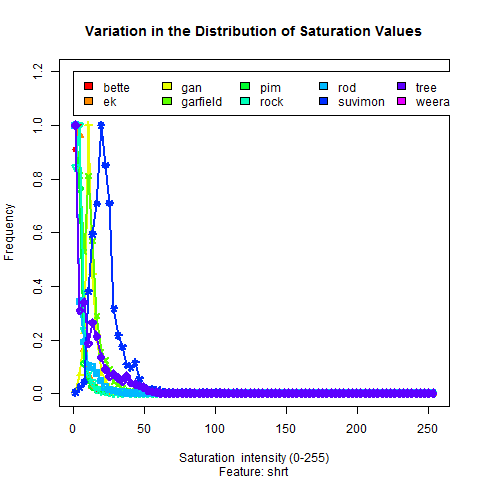 Variation in the Distribution of Saturation Values
1.2
bette gan pim rod tree
ek garfield rock suvimon weera
1.0
0.8
0.6
0.4
0.2
0.0
Frequency
0 50 100 150 200 250
Saturation intensity (0-255)
Feature: shrt